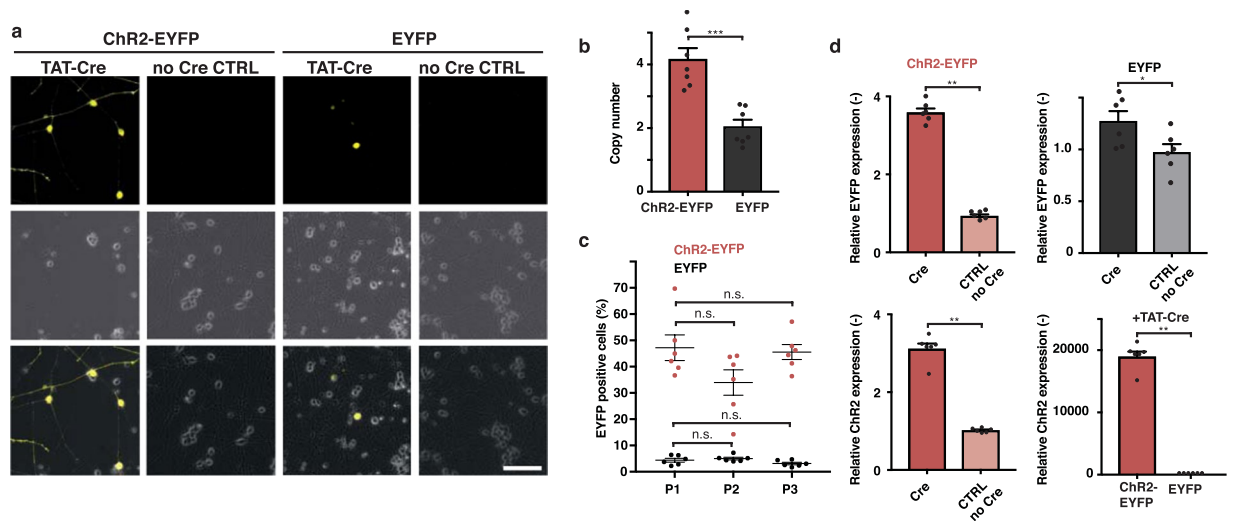 a
ChR2-EYFP EYFP
TAT-Cre no Cre CTRL TAT-Cre no Cre CTRL
b
Copy number
4
2
0
***
ChR2-EYFP EYFP
c
ChR2-EYFP
EYFP
EYFP positive cells (%)
70
60
50
40
30
20
10
0
n.s.
n.s.
n.s.
n.s.
P1 P2 P3
d
ChR2-EYFP
Relative EYFP expression (-)
4
2
0
**
Cre
CTRL
no Cre
EYFP
Relative EYFP expression (-)
1.0
0.5
0
*
Cre
CTRL
no Cre
Relative ChR2 expression (-)
4
2
0
**
Cre
CTRL
no Cre
+TAT-Cre
Relative ChR2 expression (-)
20000
10000
0
**
ChR2-
EYFP
EYFP